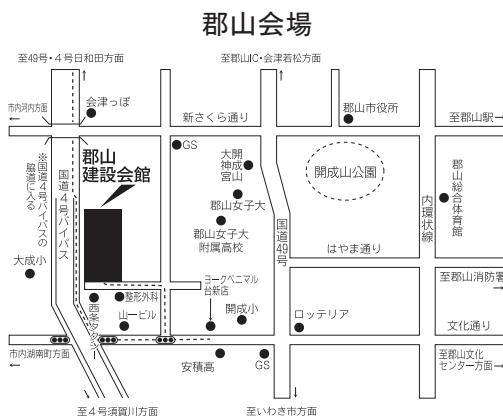 郡山会場
至49号・4号日和田方面
至郡山IC・会津若松方面
市内河内方面
会津っぽ
新さくら通り
郡山市役所
至郡山駅
GS
郡山
建設会館
大開
神成
宮山
開成山公園
郡山総合体育館
内環状線
国道4号バイパス
※国道4号バイパスの
脇道に入る
郡山女子大
郡山女子大
附属高校
国道49号
はやま通り
大成小
ヨークベニマル
台新店
至郡山消防署
整形外科
西条タクシー
山一ビル
開成小
ロッテリア
文化通り
市内湖南町方面
安積高
GS
至郡山文化
センター方面
至4号須賀川方面
至いわき市方面